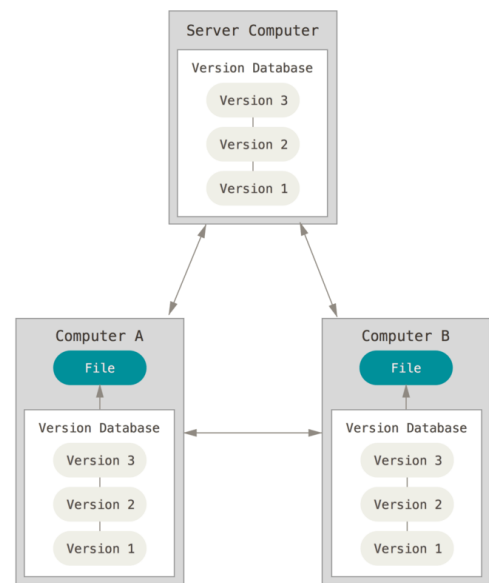 Server Computer
Version Database
Version 3
Version 2
Version 1
Computer A
File
Version Database
Version 3
Version 2
Version 1
Computer B
File
Version Database
Version 3
Version 2
Version 1